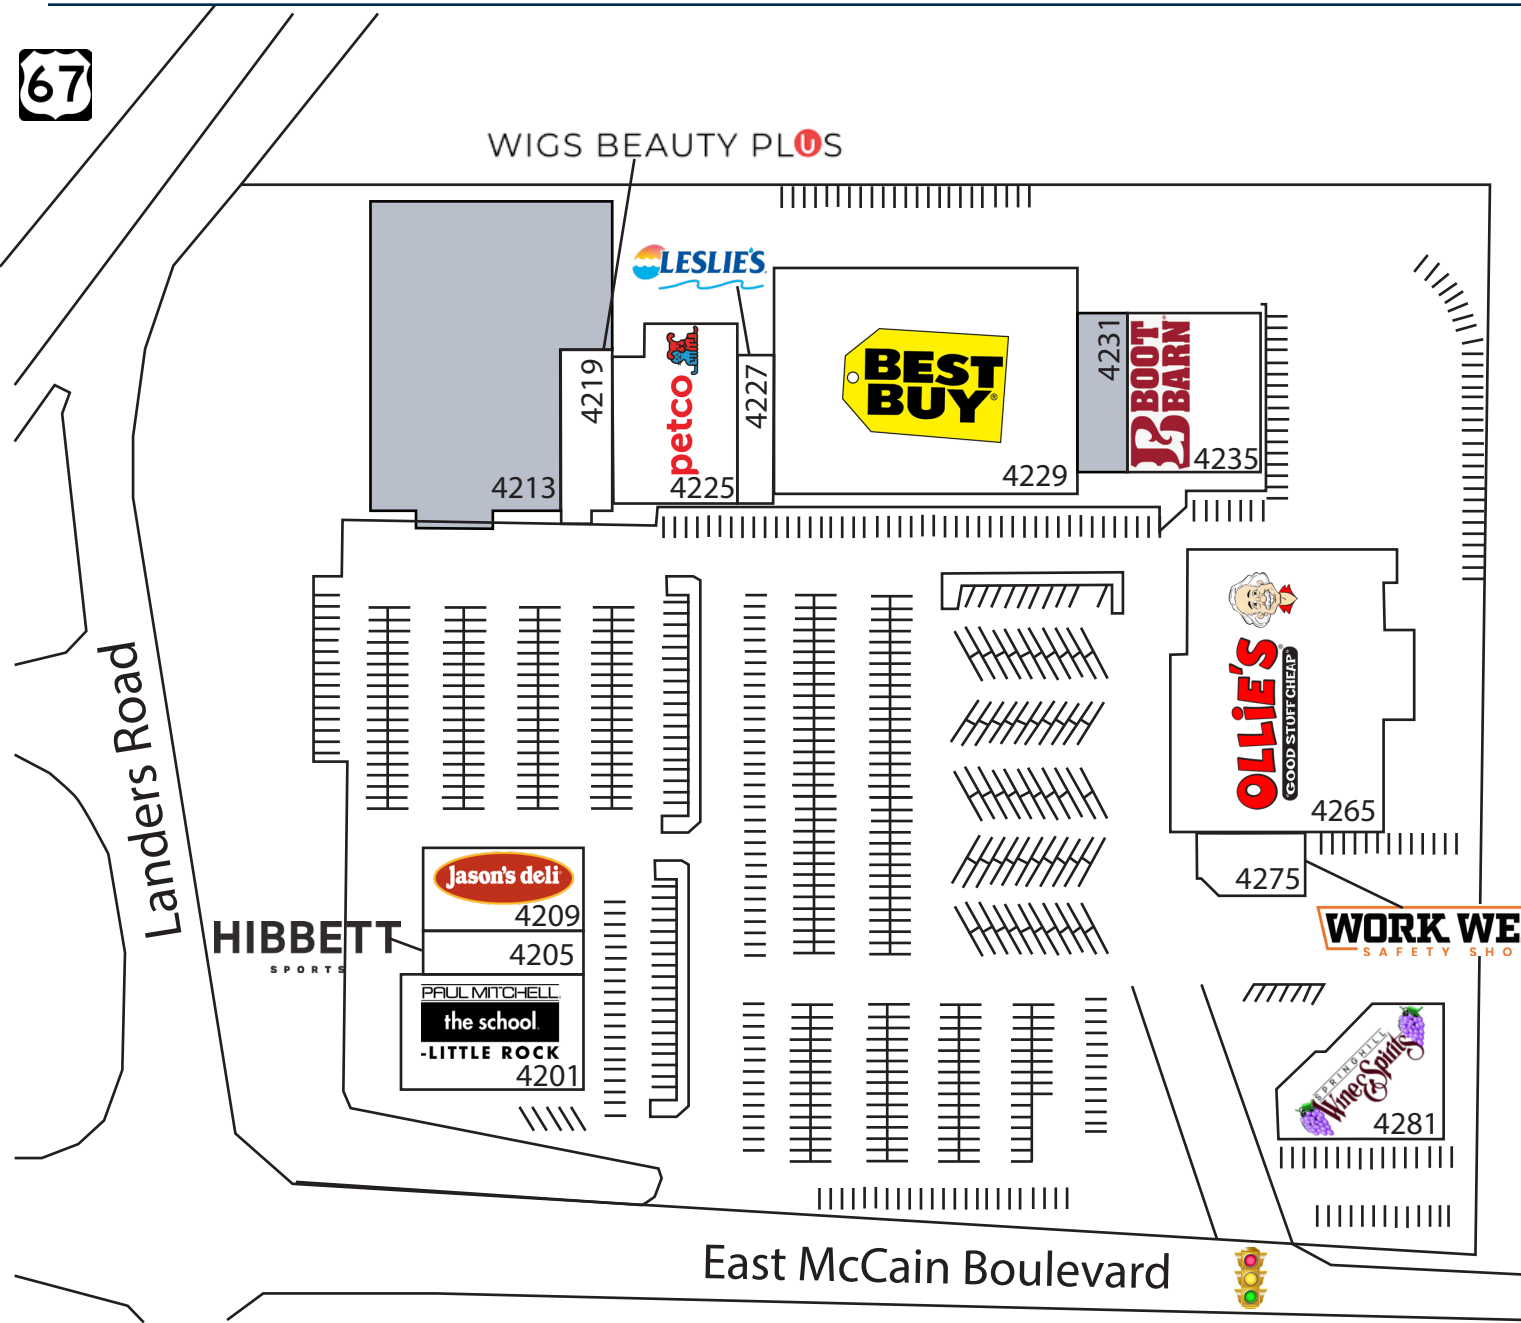 67
WIGS BEAUTY PLUS
LESLIE'S
4213
4219
petco
4225
4227
BEST
BUY
4229
4231
BOOT
BARN
4235
OLLiE'S
GOOD STUFF CHEAP
4265
4275
WORK WE
SAFETY SHO
Landers Road
Jason's deli
4209
HIBBETT
SPORTS
4205
PAUL MITCHELL
the school
-LITTLE ROCK
4201
SPRINGHILL
Wine&Spirits
4281
East McCain Boulevard